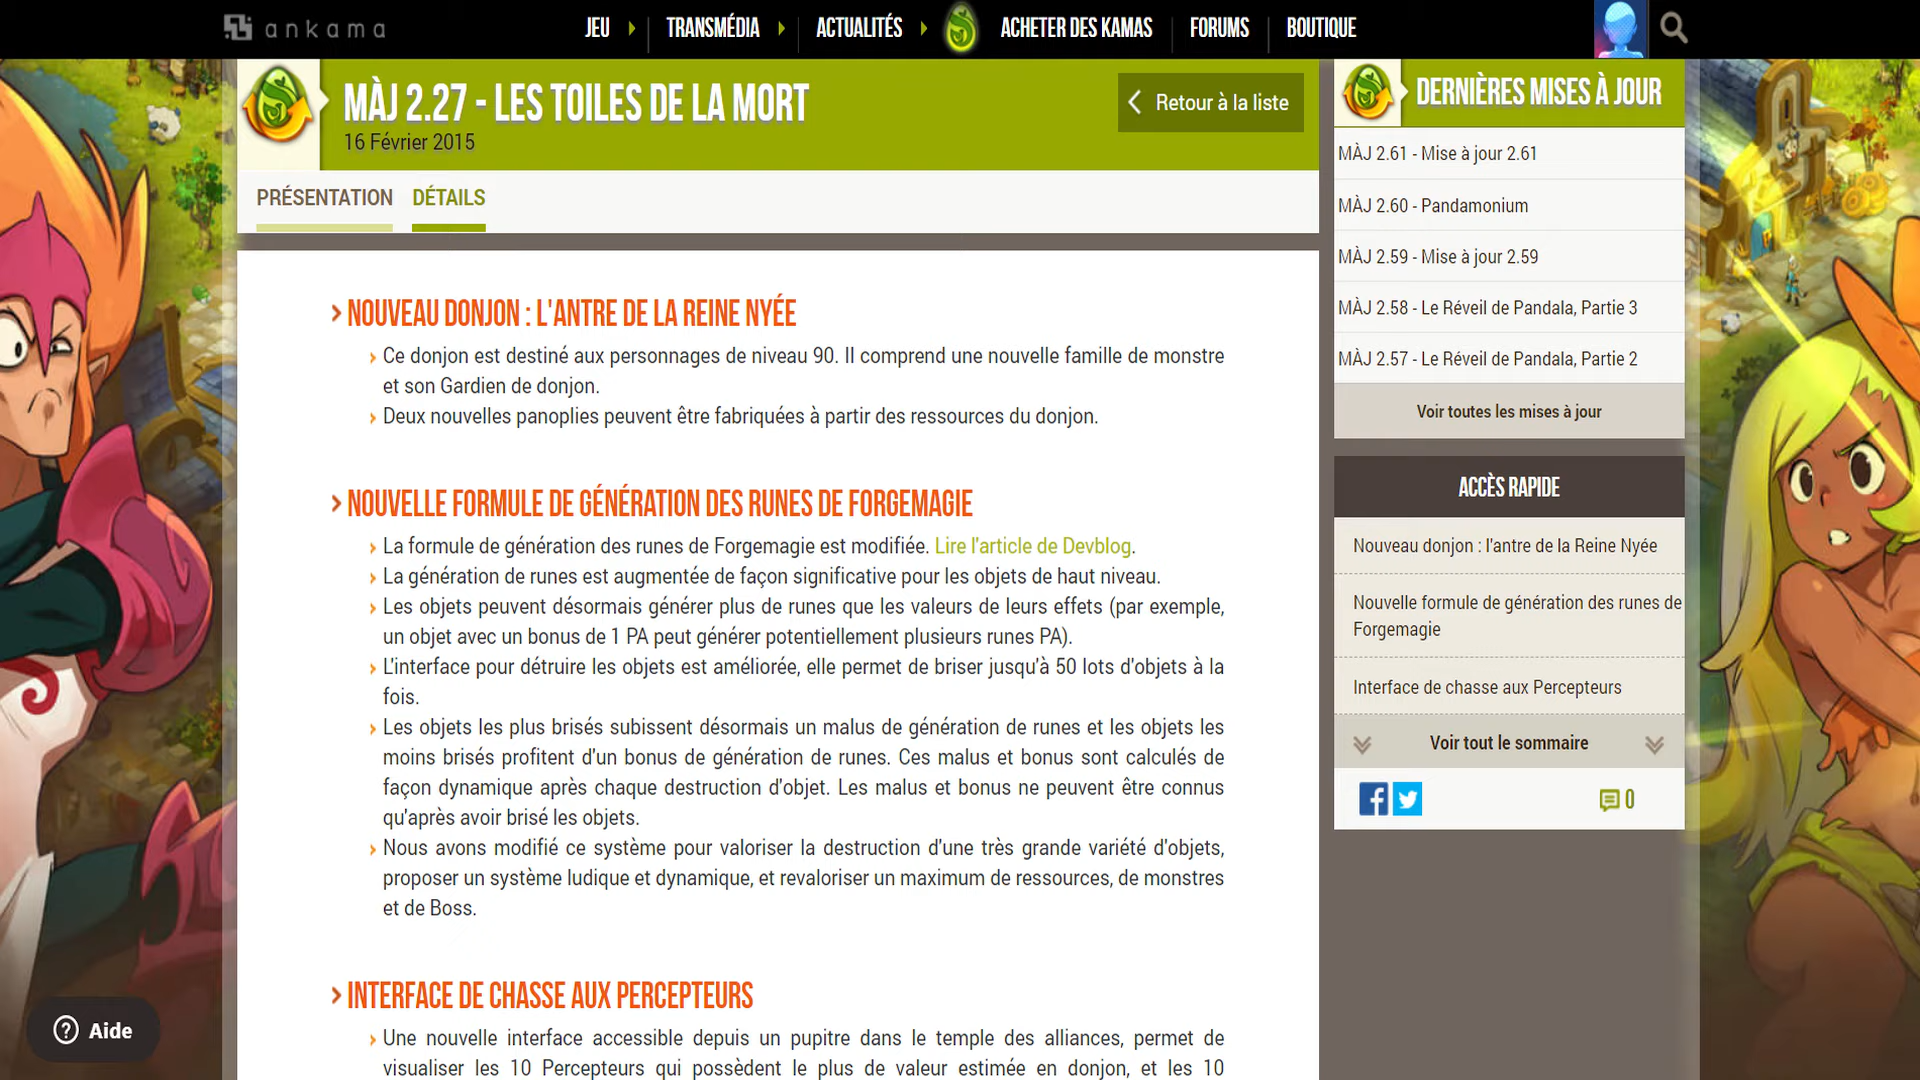 ankama
JEU
TRANSMÉDIA
ACTUALITÉS
ACHETER DES KAMAS
FORUMS
BOUTIQUE
MÀJ 2.27 - LES TOILES DE LA MORT
16 Février 2015
Retour à la liste
PRÉSENTATION
DÉTAILS
NOUVEAU DONJON : L'ANTRE DE LA REINE NYÉE
Ce donjon est destiné aux personnages de niveau 90. Il comprend une nouvelle famille de monstre
et son Gardien de donjon.
Deux nouvelles panoplies peuvent être fabriquées à partir des ressources du donjon.
NOUVELLE FORMULE DE GÉNÉRATION DES RUNES DE FORGEMAGIE
La formule de génération des runes de Forgemagie est modifiée. Lire l'article de Devblog.
La génération de runes est augmentée de façon significative pour les objets de haut niveau.
Les objets peuvent désormais générer plus de runes que les valeurs de leurs effets (par exemple,
un objet avec un bonus de 1 PA peut générer potentiellement plusieurs runes PA).
L'interface pour détruire les objets est améliorée, elle permet de briser jusqu'à 50 lots d'objets à la
fois.
Les objets les plus brisés subissent désormais un malus de génération de runes et les objets les
moins brisés profitent d'un bonus de génération de runes. Ces malus et bonus sont calculés de
façon dynamique après chaque destruction d'objet. Les malus et bonus ne peuvent être connus
qu'après avoir brisé les objets.
Nous avons modifié ce système pour valoriser la destruction d'une très grande variété d'objets,
proposer un système ludique et dynamique, et revaloriser un maximum de ressources, de monstres
et de Boss.
INTERFACE DE CHASSE AUX PERCEPTEURS
Une nouvelle interface accessible depuis un pupitre dans le temple des alliances, permet de
visualiser les 10 Percepteurs qui possèdent le plus de valeur estimée en donjon, et les 10
DERNIÈRES MISES À JOUR
MÀJ 2.61 - Mise à jour 2.61
MÀJ 2.60 - Pandamonium
MÀJ 2.59 - Mise à jour 2.59
MÀJ 2.58 - Le Réveil de Pandala, Partie 3
MÀJ 2.57 - Le Réveil de Pandala, Partie 2
Voir toutes les mises à jour
ACCÈS RAPIDE
Nouveau donjon : l'antre de la Reine Nyée
Nouvelle formule de génération des runes de
Forgemagie
Interface de chasse aux Percepteurs
Voir tout le sommaire
0
Aide